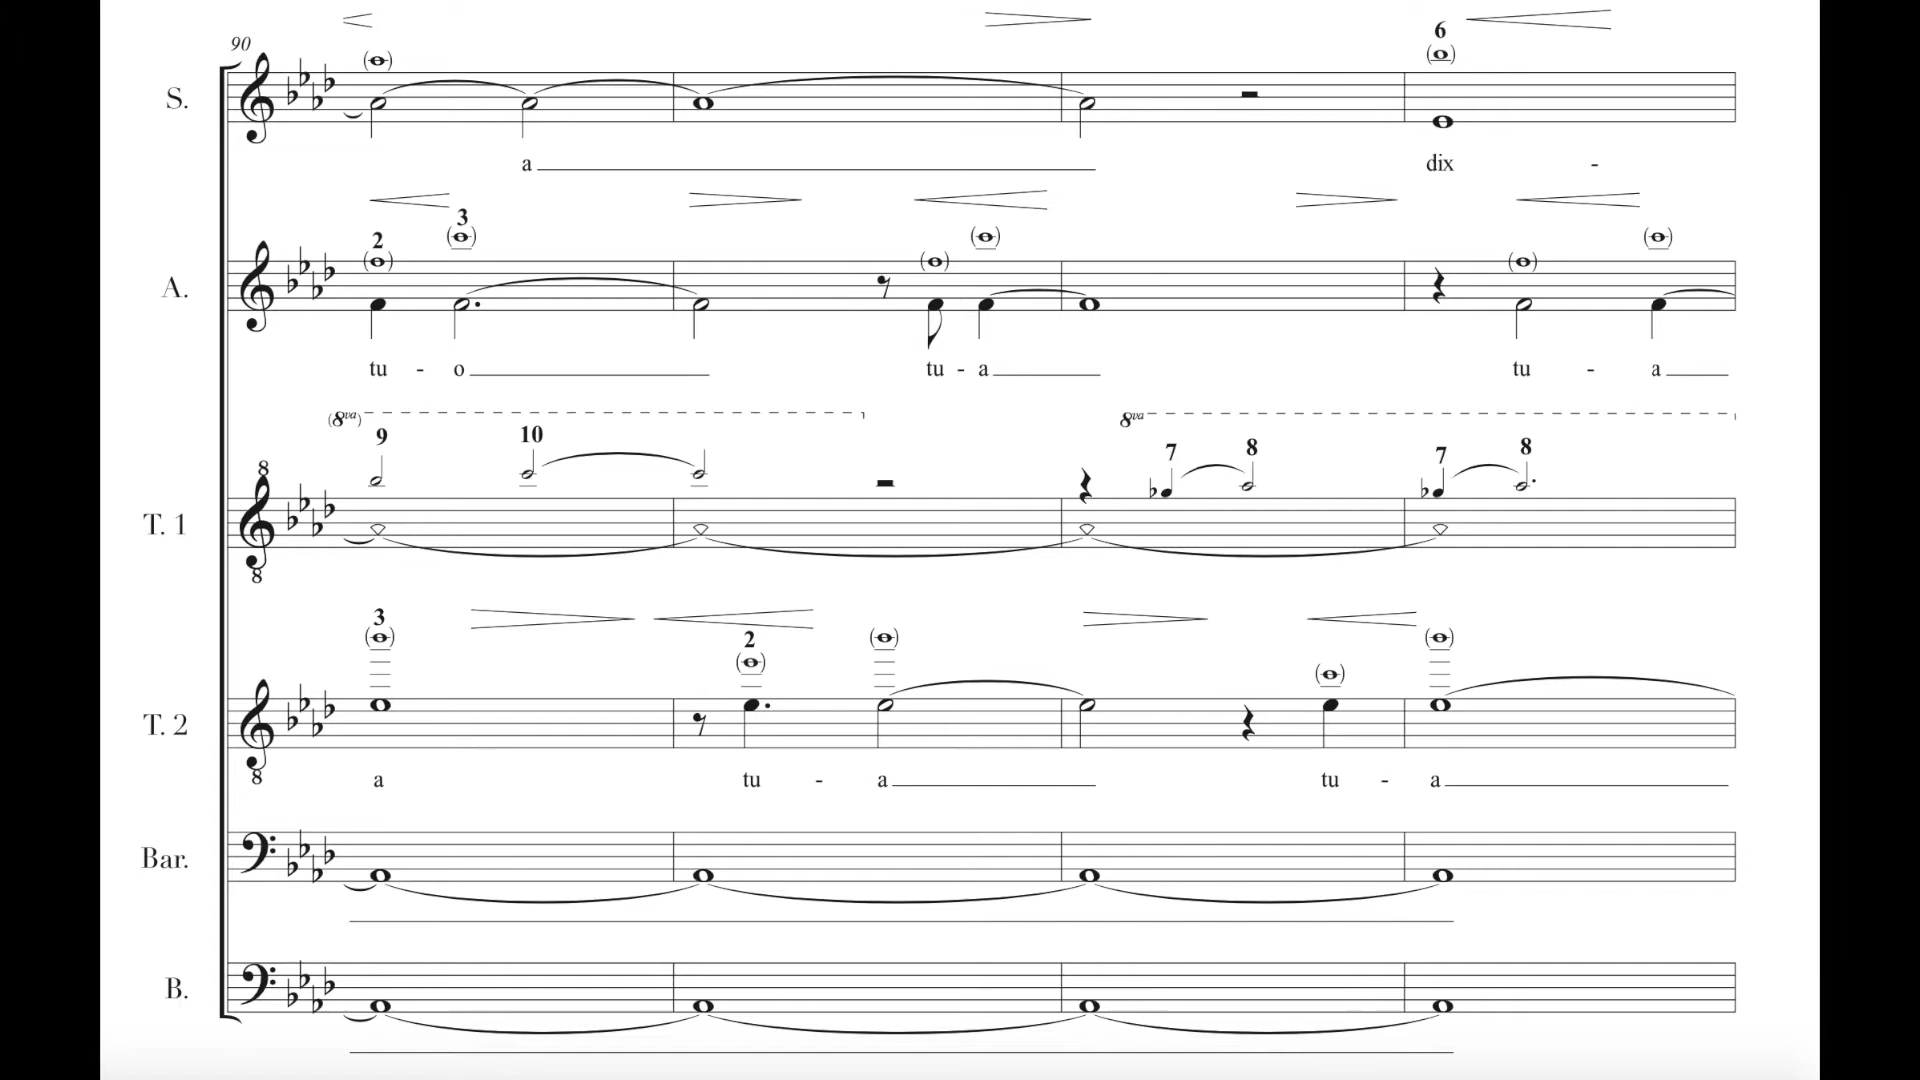 90
6
S.
a dix -
3
2
A.
tu - o tu - a tu - a
(8va) 8va
9 10 7 8 7 8
8
T. 1
8
3
2
T. 2
8
a tu - a tu - a
Bar.
B.